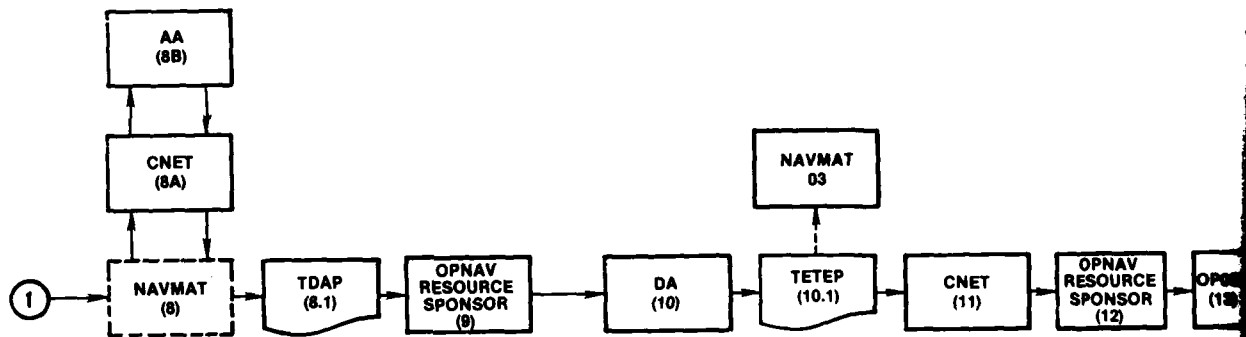 AA
(8B)
CNET
(8A)
NAVMAT
03
1
NAVMAT
(8)
TDAP
(8.1)
OPNAV
RESOURCE
SPONSOR
(9)
DA
(10)
TETEP
(10.1)
CNET
(11)
OPNAV
RESOURCE
SPONSOR
(12)